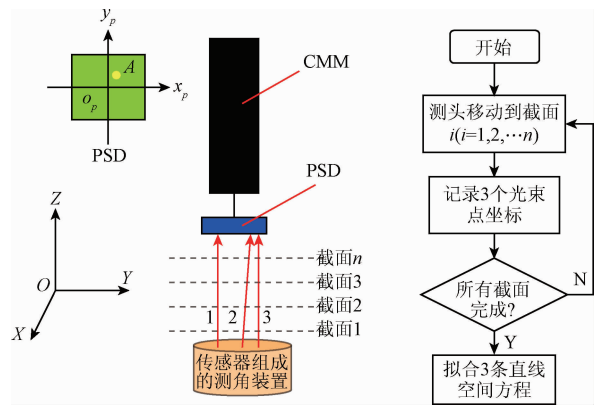 y_p
A
x_p
o_p
PSD
CMM
PSD
Z
O
Y
X
截面n
截面3
截面2
截面1
1
2
3
传感器组成
的测角装置
开始
测头移动到截面
i(i=1,2,…n)
记录3个光束
点坐标
所有截面
完成?
N
Y
拟合3条直线
空间方程